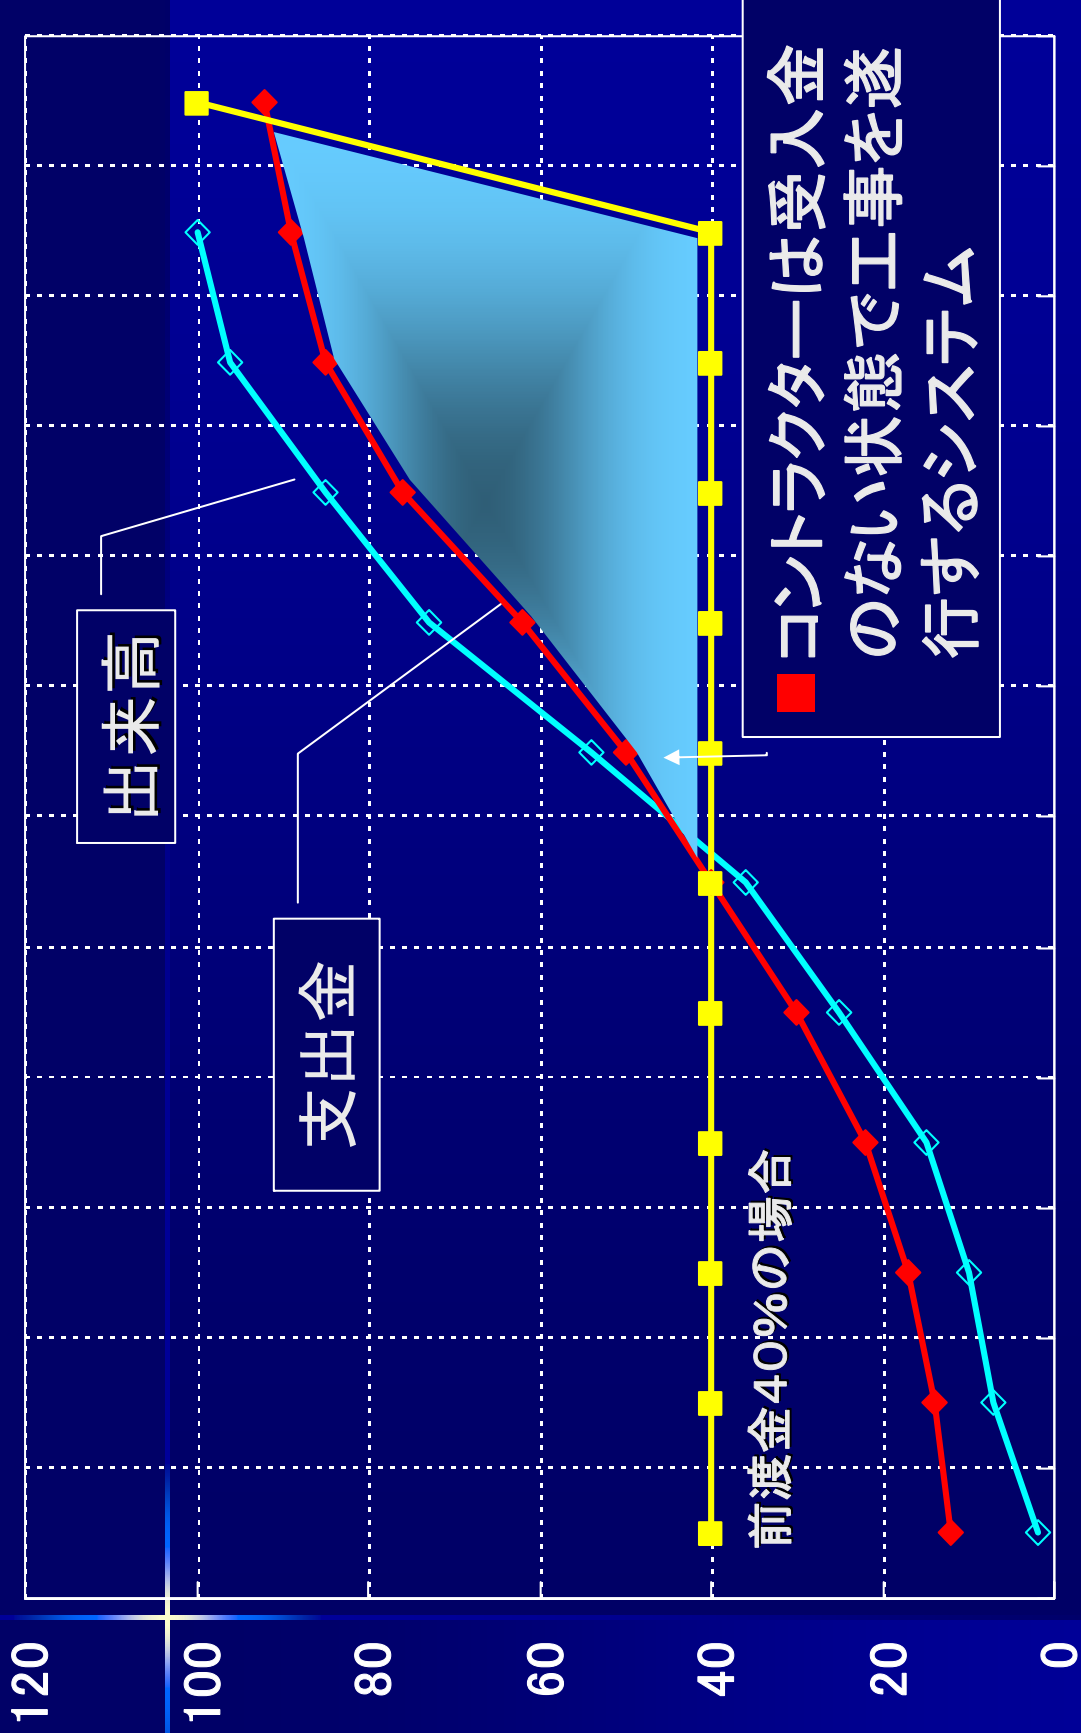 120
100
80
60
40
20
0
出来高
支出金
前渡金40%の場合
コントラクターは受入金
のない状態で工事を遂
行するシステム